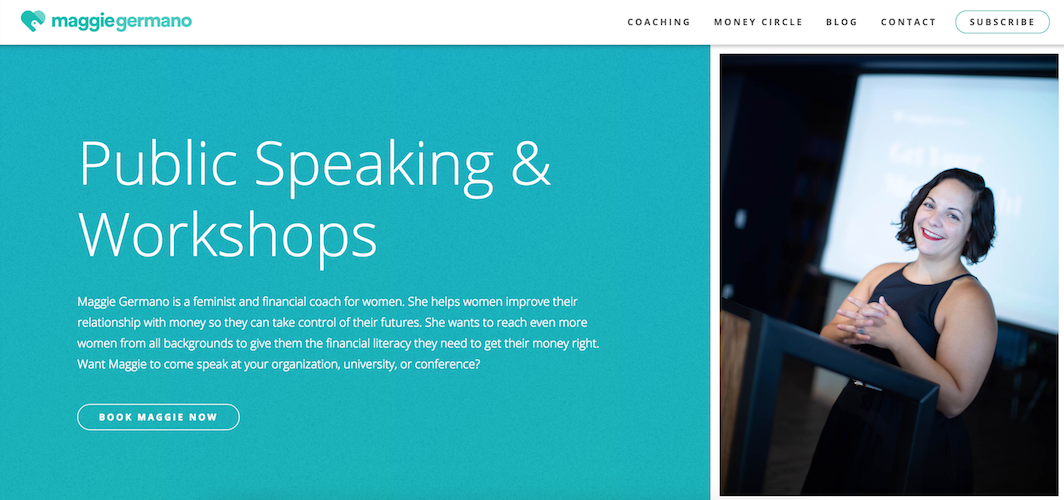 maggiegermano
COACHING
MONEY CIRCLE
BLOG
CONTACT
SUBSCRIBE
Public Speaking &
Workshops
Maggie Germano is a feminist and financial coach for women. She helps women improve their
relationship with money so they can take control of their futures. She wants to reach even more
women from all backgrounds to give them the financial literacy they need to get their money right.
Want Maggie to come speak at your organization, university, or conference?
BOOK MAGGIE NOW